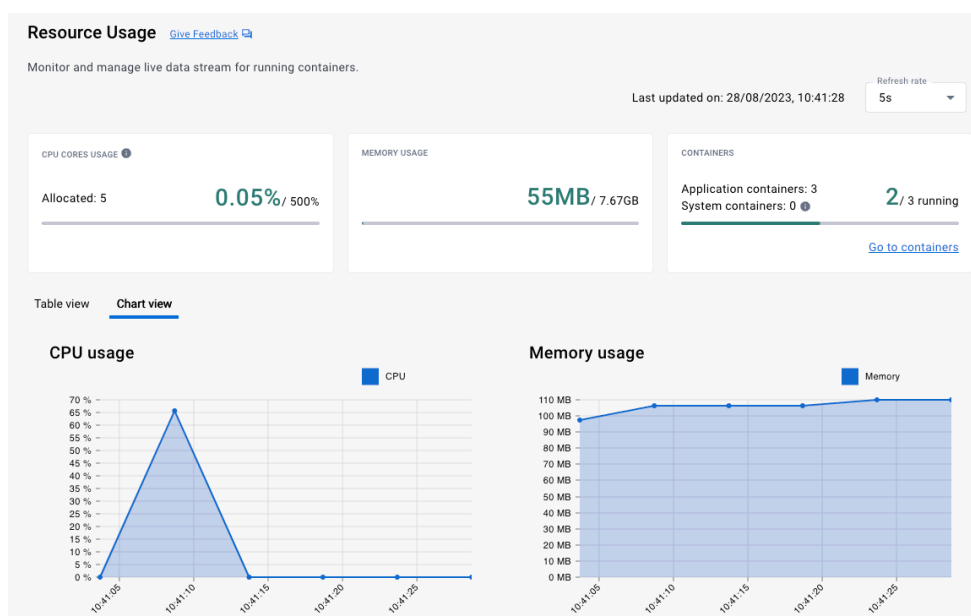 Resource Usage Give Feedback
Monitor and manage live data stream for running containers.
Refresh rate
Last updated on: 28/08/2023, 10:41:28 5s
CPU CORES USAGE
Allocated: 5 0.05% / 500%
MEMORY USAGE
55MB / 7.67GB
CONTAINERS
Application containers: 3
System containers: 0
2 / 3 running
Go to containers
Table view Chart view
CPU usage
CPU
70 %
65 %
60 %
55 %
50 %
45 %
40 %
35 %
30 %
25 %
20 %
15 %
10 %
5 %
0 %
10:41:05 10:41:10 10:41:15 10:41:20 10:41:25
Memory usage
Memory
110 MB
100 MB
90 MB
80 MB
70 MB
60 MB
50 MB
40 MB
30 MB
20 MB
10 MB
0 MB
10:41:05 10:41:10 10:41:15 10:41:20 10:41:25